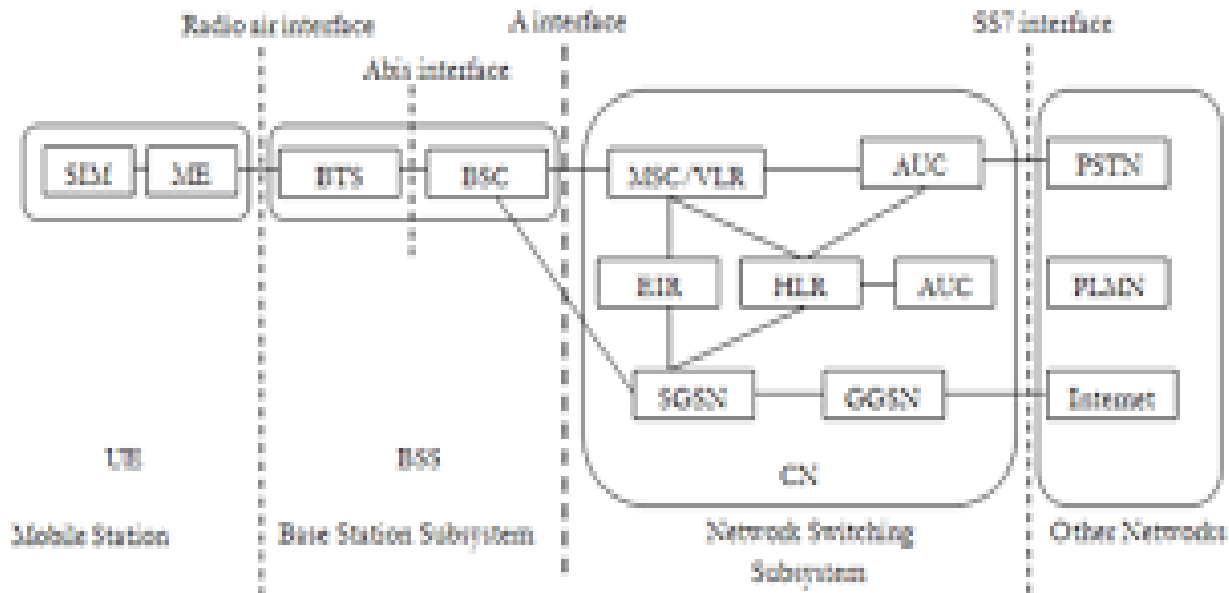 Radio air interface
A interface
SS7 interface
Abis interface
SIM
ME
BTS
BSC
MSC/VLR
AUC
PSTN
EIR
HLR
AUC
PLMN
SGSN
GGSN
Internet
UE
BSS
CN
Mobile Station
Base Station Subsystem
Network Switching
Subsystem
Other Networks